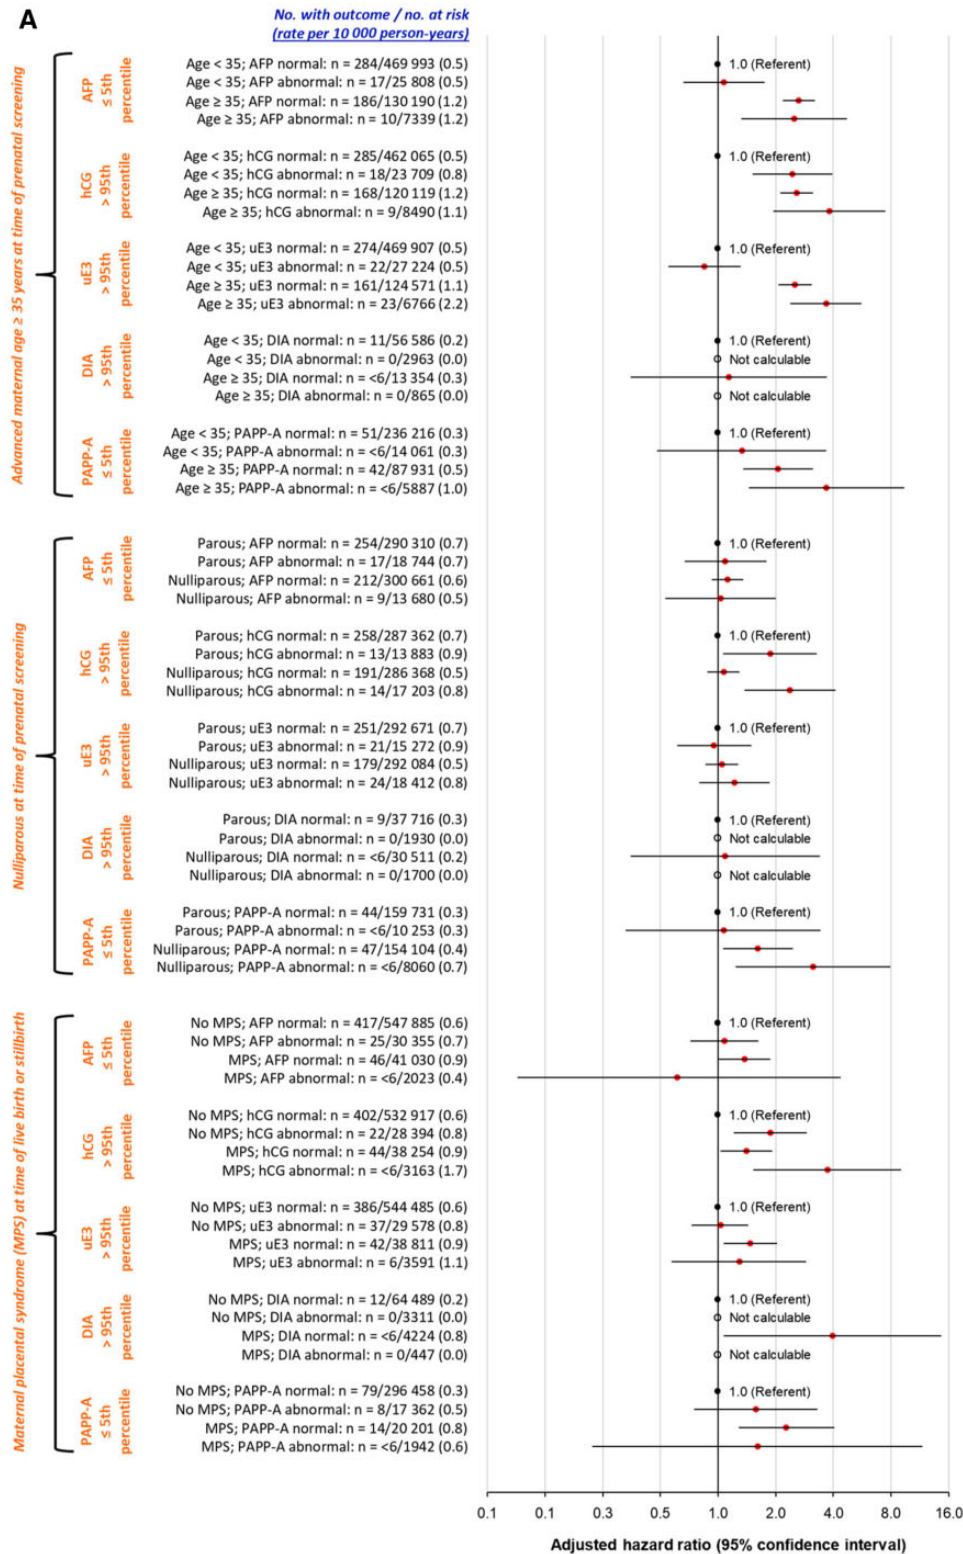 A
No. with outcome / no. at risk
(rate per 10 000 person-years)
Advanced maternal age ≥ 35 years at time of prenatal screening
AFP
≤ 5th
percentile
Age < 35; AFP normal: n = 284/469 993 (0.5) 1.0 (Referent)
Age < 35; AFP abnormal: n = 17/25 808 (0.5)
Age ≥ 35; AFP normal: n = 186/130 190 (1.2)
Age ≥ 35; AFP abnormal: n = 10/7339 (1.2)
hCG
> 95th
percentile
Age < 35; hCG normal: n = 285/462 065 (0.5) 1.0 (Referent)
Age < 35; hCG abnormal: n = 18/23 709 (0.8)
Age ≥ 35; hCG normal: n = 168/120 119 (1.2)
Age ≥ 35; hCG abnormal: n = 9/8490 (1.1)
uE3
> 95th
percentile
Age < 35; uE3 normal: n = 274/469 907 (0.5) 1.0 (Referent)
Age < 35; uE3 abnormal: n = 22/27 224 (0.5)
Age ≥ 35; uE3 normal: n = 161/124 571 (1.1)
Age ≥ 35; uE3 abnormal: n = 23/6766 (2.2)
DIA
> 95th
percentile
Age < 35; DIA normal: n = 11/56 586 (0.2) 1.0 (Referent)
Age < 35; DIA abnormal: n = 0/2963 (0.0) Not calculable
Age ≥ 35; DIA normal: n = <6/13 354 (0.3)
Age ≥ 35; DIA abnormal: n = 0/865 (0.0) Not calculable
PAPP-A
≤ 5th
percentile
Age < 35; PAPP-A normal: n = 51/236 216 (0.3) 1.0 (Referent)
Age < 35; PAPP-A abnormal: n = <6/14 061 (0.3)
Age ≥ 35; PAPP-A normal: n = 42/87 931 (0.5)
Age ≥ 35; PAPP-A abnormal: n = <6/5887 (1.0)
Nulliparous at time of prenatal screening
AFP
≤ 5th
percentile
Parous; AFP normal: n = 254/290 310 (0.7) 1.0 (Referent)
Parous; AFP abnormal: n = 17/18 744 (0.7)
Nulliparous; AFP normal: n = 212/300 661 (0.6)
Nulliparous; AFP abnormal: n = 9/13 680 (0.5)
hCG
> 95th
percentile
Parous; hCG normal: n = 258/287 362 (0.7) 1.0 (Referent)
Parous; hCG abnormal: n = 13/13 883 (0.9)
Nulliparous; hCG normal: n = 191/286 368 (0.5)
Nulliparous; hCG abnormal: n = 14/17 203 (0.8)
uE3
> 95th
percentile
Parous; uE3 normal: n = 251/292 671 (0.7) 1.0 (Referent)
Parous; uE3 abnormal: n = 21/15 272 (0.9)
Nulliparous; uE3 normal: n = 179/292 084 (0.5)
Nulliparous; uE3 abnormal: n = 24/18 412 (0.8)
DIA
> 95th
percentile
Parous; DIA normal: n = 9/37 716 (0.3) 1.0 (Referent)
Parous; DIA abnormal: n = 0/1930 (0.0) Not calculable
Nulliparous; DIA normal: n = <6/30 511 (0.2)
Nulliparous; DIA abnormal: n = 0/1700 (0.0) Not calculable
PAPP-A
≤ 5th
percentile
Parous; PAPP-A normal: n = 44/159 731 (0.3) 1.0 (Referent)
Parous; PAPP-A abnormal: n = <6/10 253 (0.3)
Nulliparous; PAPP-A normal: n = 47/154 104 (0.4)
Nulliparous; PAPP-A abnormal: n = <6/8060 (0.7)
Maternal placental syndrome (MPS) at time of live birth or stillbirth
AFP
≤ 5th
percentile
No MPS; AFP normal: n = 417/547 885 (0.6) 1.0 (Referent)
No MPS; AFP abnormal: n = 25/30 355 (0.7)
MPS; AFP normal: n = 46/41 030 (0.9)
MPS; AFP abnormal: n = <6/2023 (0.4)
hCG
> 95th
percentile
No MPS; hCG normal: n = 402/532 917 (0.6) 1.0 (Referent)
No MPS; hCG abnormal: n = 22/28 394 (0.8)
MPS; hCG normal: n = 44/38 254 (0.9)
MPS; hCG abnormal: n = <6/3163 (1.7)
uE3
> 95th
percentile
No MPS; uE3 normal: n = 386/544 485 (0.6) 1.0 (Referent)
No MPS; uE3 abnormal: n = 37/29 578 (0.8)
MPS; uE3 normal: n = 42/38 811 (0.9)
MPS; uE3 abnormal: n = 6/3591 (1.1)
DIA
> 95th
percentile
No MPS; DIA normal: n = 12/64 489 (0.2) 1.0 (Referent)
No MPS; DIA abnormal: n = 0/3311 (0.0) Not calculable
MPS; DIA normal: n = <6/4224 (0.8)
MPS; DIA abnormal: n = 0/447 (0.0) Not calculable
PAPP-A
≤ 5th
percentile
No MPS; PAPP-A normal: n = 79/296 458 (0.3) 1.0 (Referent)
No MPS; PAPP-A abnormal: n = 8/17 362 (0.5)
MPS; PAPP-A normal: n = 14/20 201 (0.8)
MPS; PAPP-A abnormal: n = <6/1942 (0.6)
0.1 0.1 0.3 0.5 1.0 2.0 4.0 8.0 16.0
Adjusted hazard ratio (95% confidence interval)